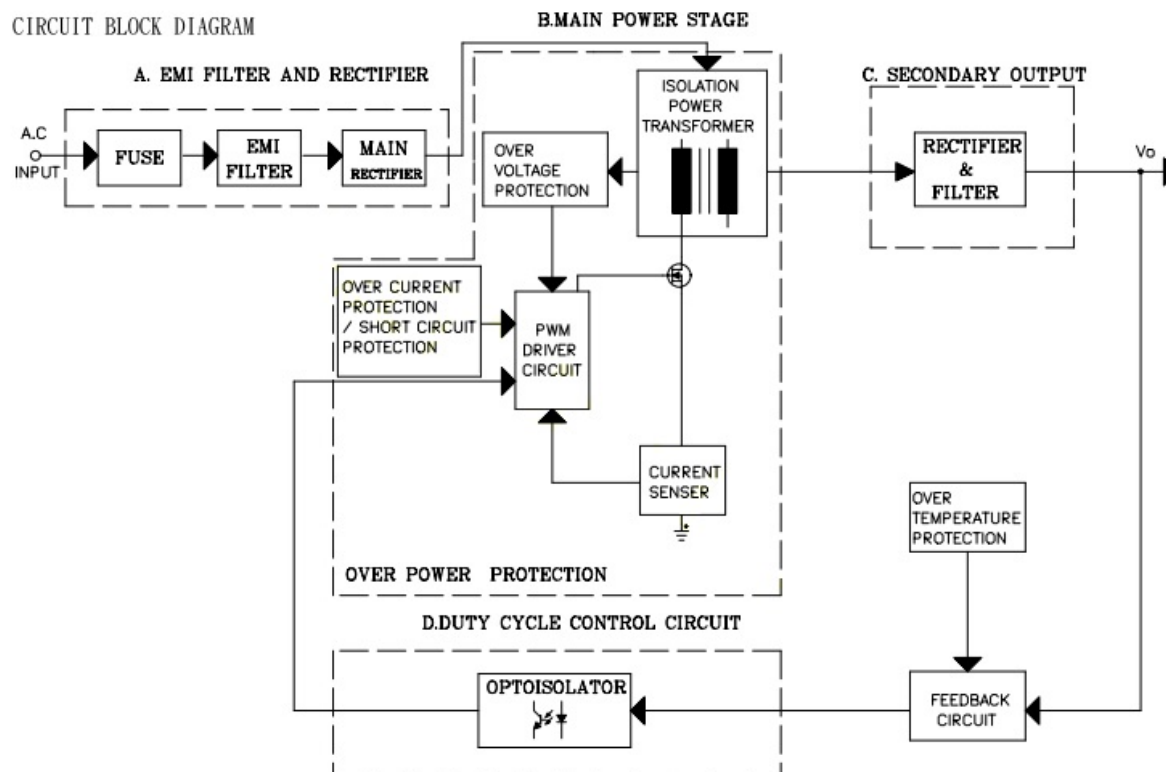 CIRCUIT BLOCK DIAGRAM
B.MAIN POWER STAGE
A. EMI FILTER AND RECTIFIER
C. SECONDARY OUTPUT
A.C
INPUT
FUSE
EMI
FILTER
MAIN
RECTIFIER
OVER
VOLTAGE
PROTECTION
ISOLATION
POWER
TRANSFORMER
RECTIFIER
&
FILTER
Vo
OVER CURRENT
PROTECTION
/ SHORT CIRCUIT
PROTECTION
PWM
DRIVER
CIRCUIT
CURRENT
SENSER
OVER
TEMPERATURE
PROTECTION
OVER POWER PROTECTION
D.DUTY CYCLE CONTROL CIRCUIT
OPTOISOLATOR
FEEDBACK
CIRCUIT